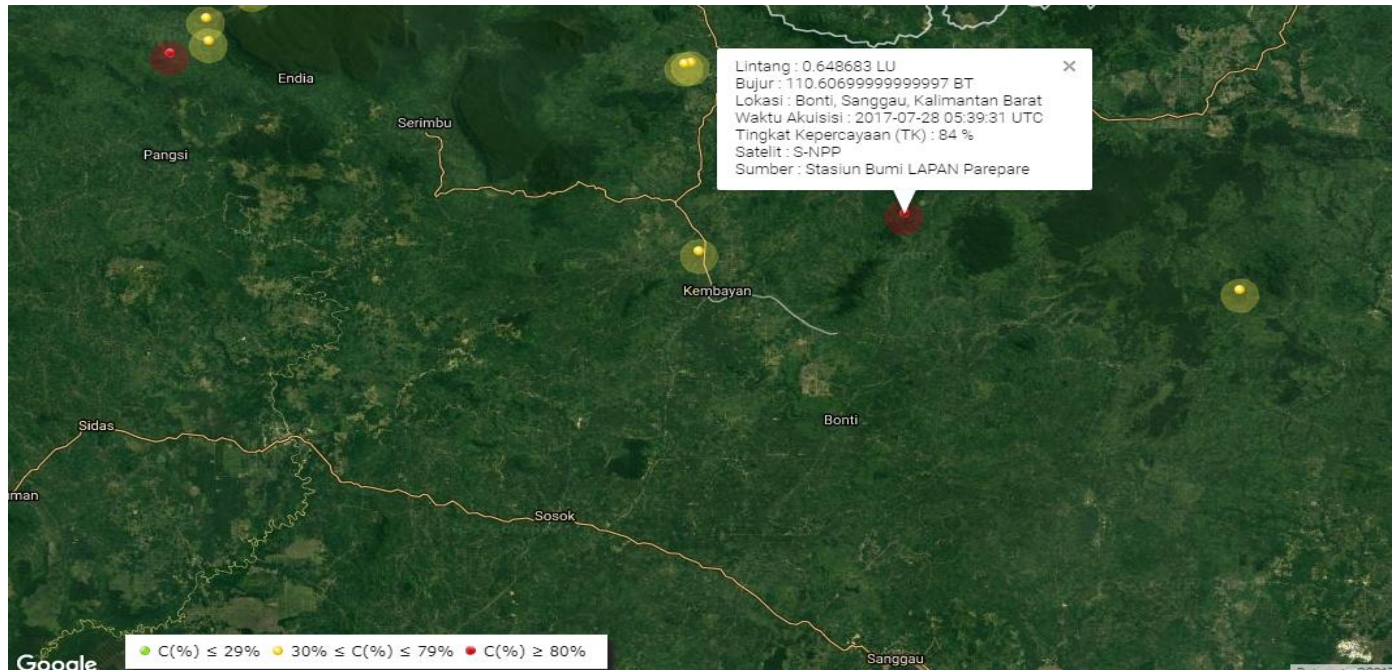 Endia
Serimbu
Pangsi
Lintang : 0.648683 LU
Bujur : 110.60699999999997 BT
Lokasi : Bonti, Sanggau, Kalimantan Barat
Waktu Akuisisi : 2017-07-28 05:39:31 UTC
Tingkat Kepercayaan (TK) : 84 %
Satelit : S-NPP
Sumber : Stasiun Bumi LAPAN Parepare
Kembayan
Bonti
Sidas
uman
Sosok
Sanggau
C(%) ≤ 29% 30% ≤ C(%) ≤ 79% C(%) ≥ 80%
Google